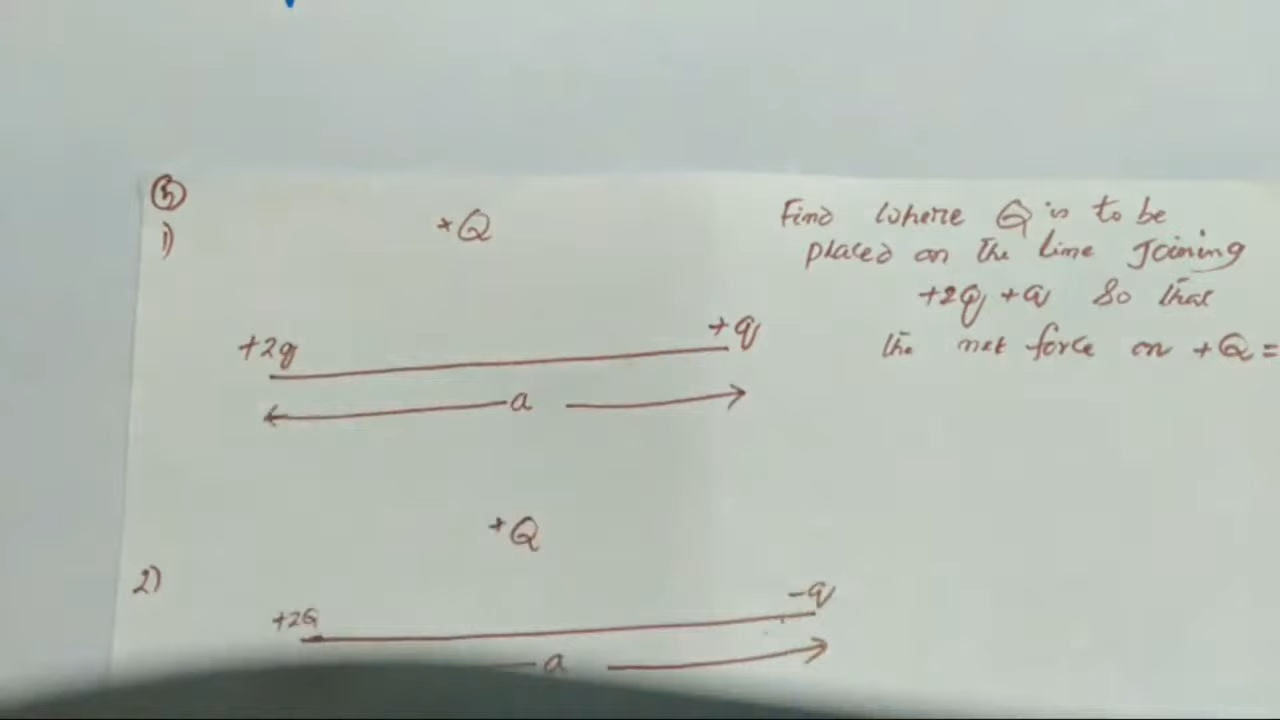 5
1)
+Q
Find where Q is to be
placed on the line Joining
+2q, +q So that
the net force on +Q =
+2q
+q
a
+Q
2)
+2Q
-q
a